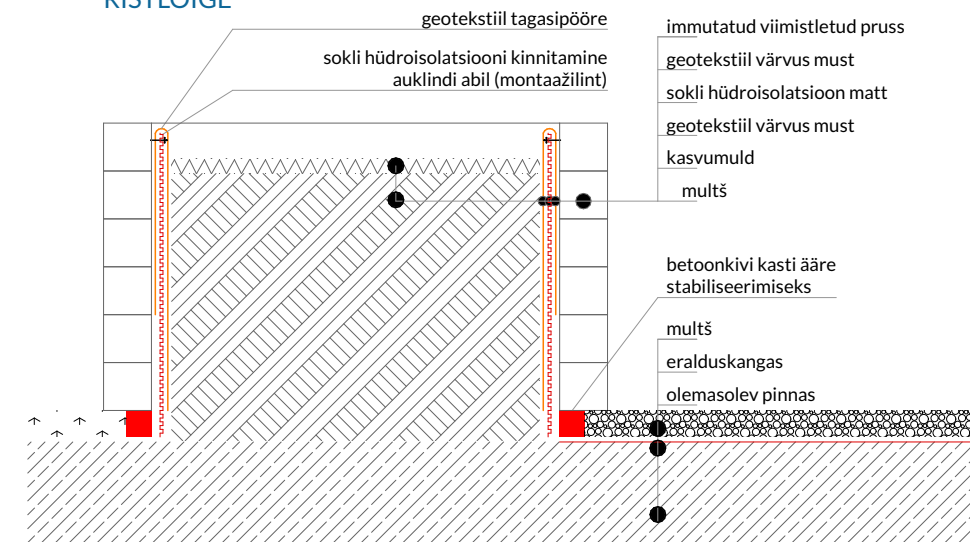 RISTLÕIGE
geotekstiil tagasipööre
sokli hüdroisolatsiooni kinnitamine
auklindi abil (montaažilint)
immutatud viimistletud pruss
geotekstiil värvus must
sokli hüdroisolatsioon matt
geotekstiil värvus must
kasvumuld
multš
betoonkivi kasti ääre
stabiliseerimiseks
multš
eralduskangas
olemasolev pinnas